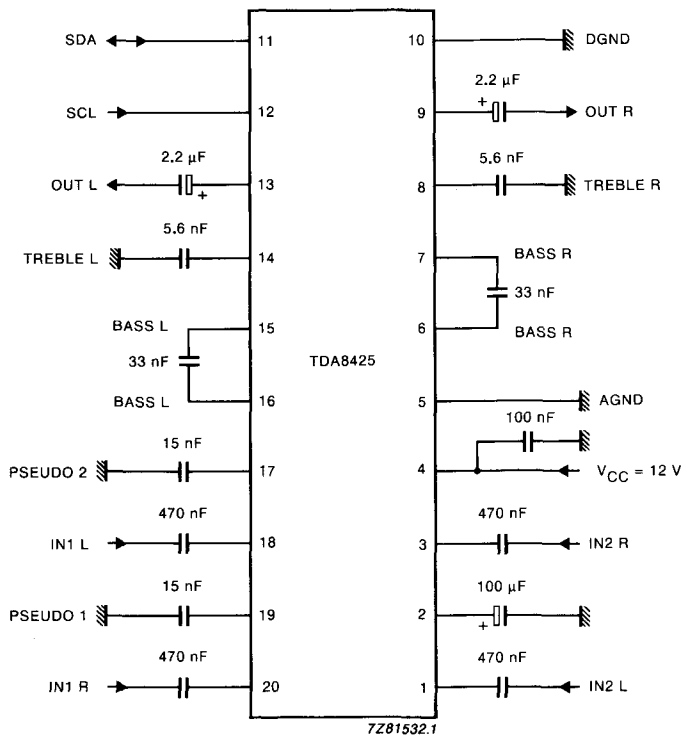 SDA 11 10 DGND
2.2 µF
SCL 12 9 + OUT R
2.2 µF 5.6 nF
OUT L + 13 8 TREBLE R
5.6 nF
TREBLE L 14 7 BASS R
33 nF
BASS L 15 6 BASS R
33 nF TDA8425
BASS L 16 5 AGND
100 nF
15 nF
PSEUDO 2 17 4 VCC = 12 V
470 nF 470 nF
IN1 L 18 3 IN2 R
15 nF 100 µF
PSEUDO 1 19 2 +
470 nF 470 nF
IN1 R 20 1 IN2 L
7Z81532.1